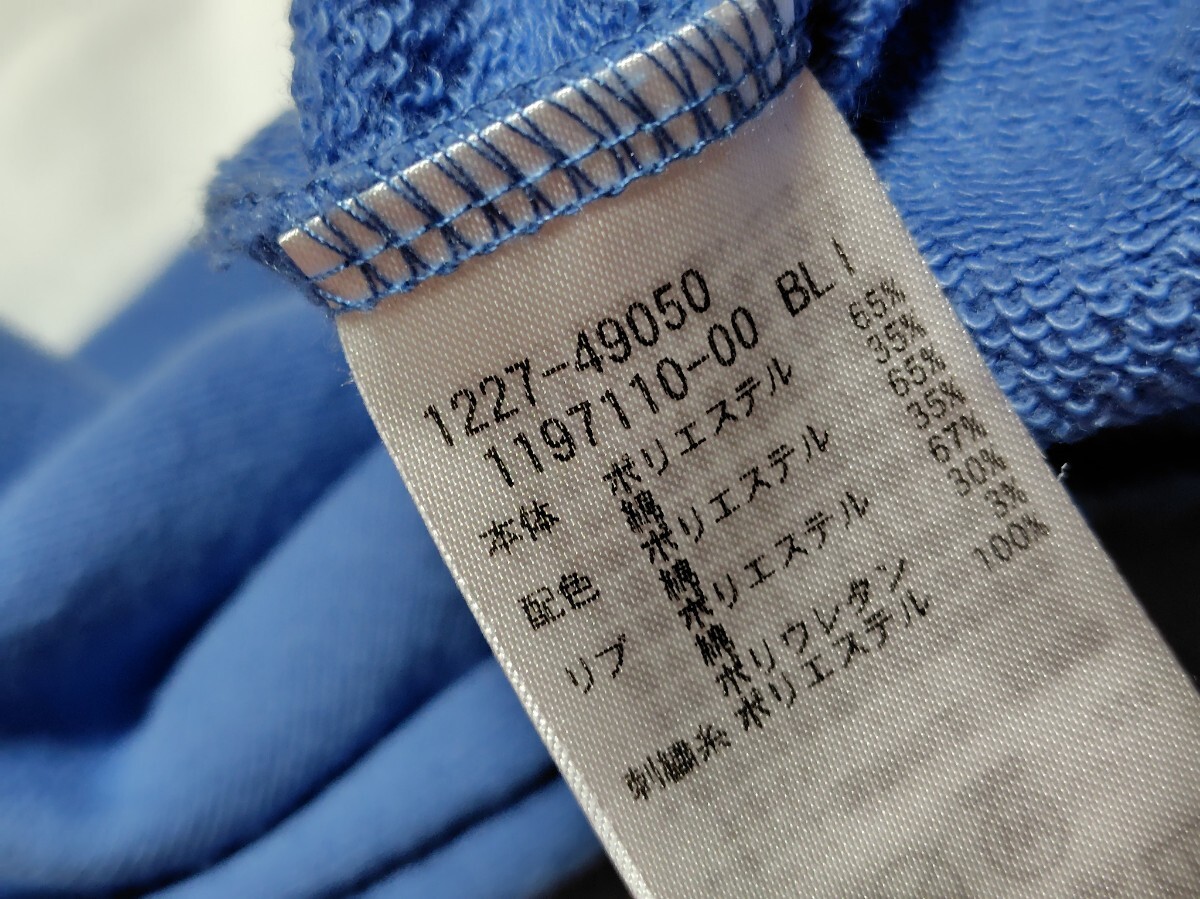 1227-49050
1197110-00 BL I
本体 ポリエステル 65%
綿 35%
配色 ポリエステル 65%
綿 35%
リブ ポリエステル 67%
綿 30%
ポリウレタン 3%
刺繍糸 ポリエステル 100%